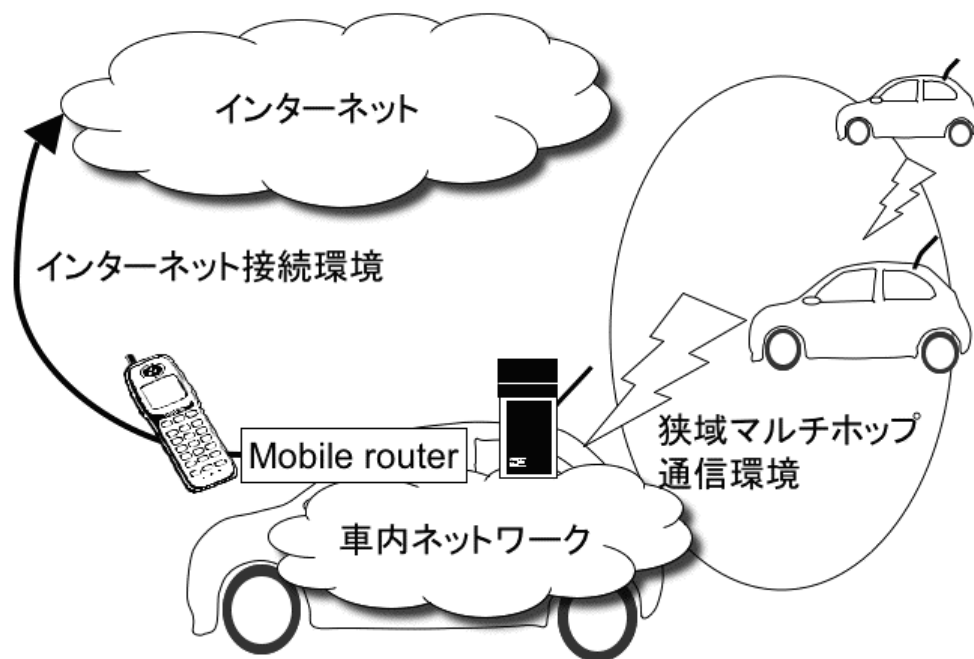 インターネット
インターネット接続環境
Mobile router
狭域マルチホップ
通信環境
車内ネットワーク